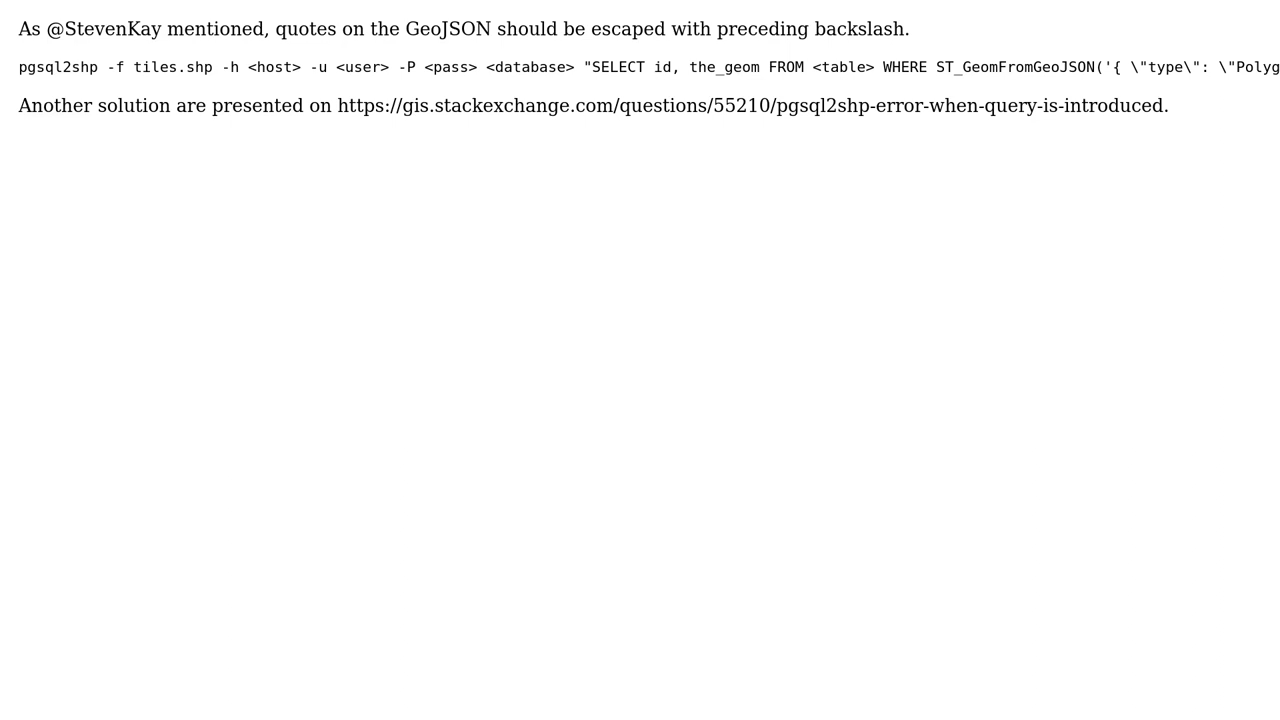 As @StevenKay mentioned, quotes on the GeoJSON should be escaped with preceding backslash.
pgsql2shp -f tiles.shp -h <host> -u <user> -P <pass> <database> "SELECT id, the_geom FROM <table> WHERE ST_GeomFromGeoJSON('{ \"type\": \"Polyg
Another solution are presented on https://gis.stackexchange.com/questions/55210/pgsql2shp-error-when-query-is-introduced.